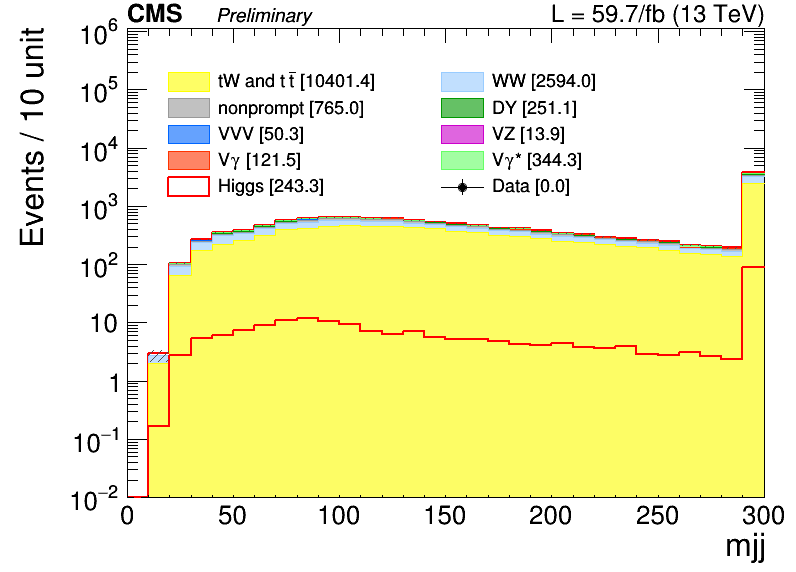 CMS Preliminary L = 59.7/fb (13 TeV)
Events / 10 unit
10⁶
10⁵
10⁴
10³
10²
10
1
10⁻¹
10⁻²
tW and t t̄ [10401.4] WW [2594.0]
nonprompt [765.0] DY [251.1]
VVV [50.3] VZ [13.9]
Vγ [121.5] Vγ* [344.3]
Higgs [243.3] Data [0.0]
0 50 100 150 200 250 300
mjj